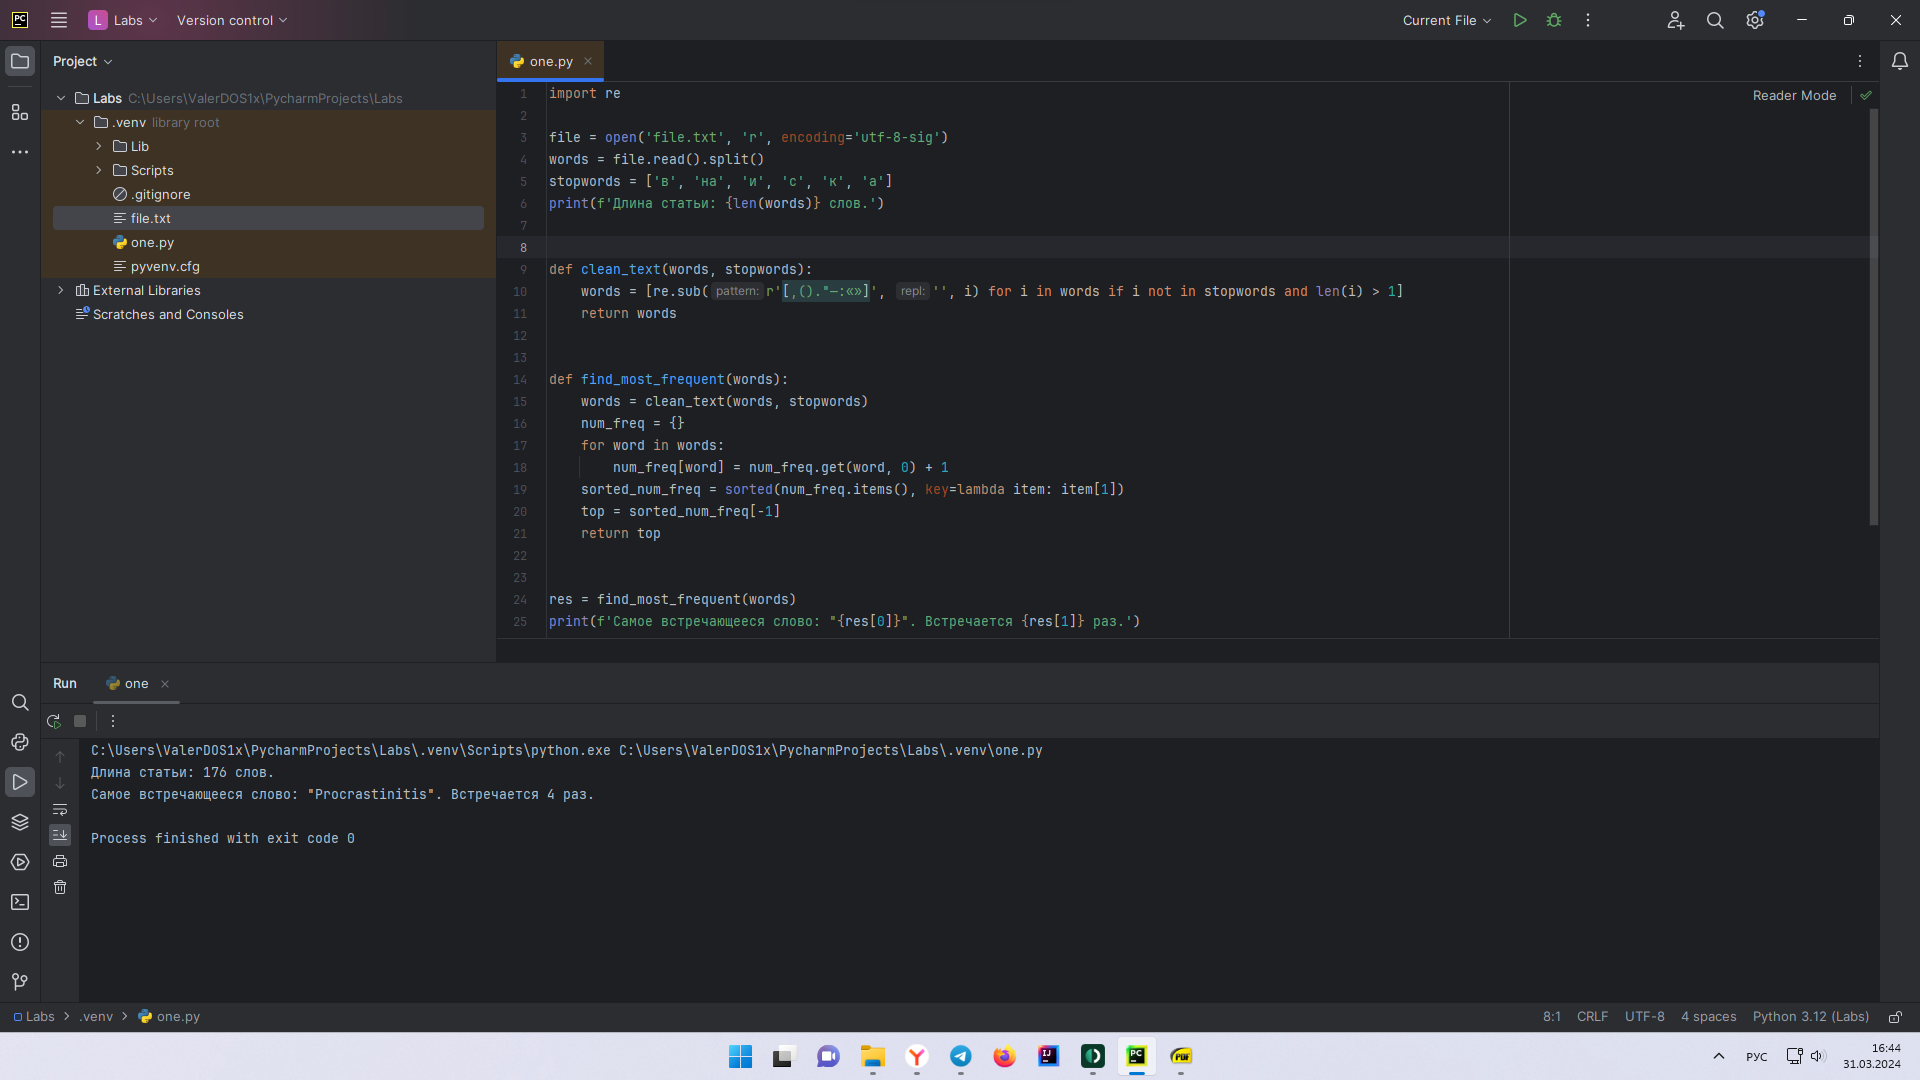 PC
L Labs
Version control
Current File
Project
one.py
Labs C:\Users\ValerDOS1x\PycharmProjects\Labs
.venv library root
Lib
Scripts
.gitignore
file.txt
one.py
pyvenv.cfg
External Libraries
Scratches and Consoles
Reader Mode
1 import re
2
3 file = open('file.txt', 'r', encoding='utf-8-sig')
4 words = file.read().split()
5 stopwords = ['в', 'на', 'и', 'с', 'к', 'а']
6 print(f'Длина статьи: {len(words)} слов.')
7
8
9 def clean_text(words, stopwords):
10 words = [re.sub( pattern: r'[,()."—:«»]', repl: '', i) for i in words if i not in stopwords and len(i) > 1]
11 return words
12
13
14 def find_most_frequent(words):
15 words = clean_text(words, stopwords)
16 num_freq = {}
17 for word in words:
18 num_freq[word] = num_freq.get(word, 0) + 1
19 sorted_num_freq = sorted(num_freq.items(), key=lambda item: item[1])
20 top = sorted_num_freq[-1]
21 return top
22
23
24 res = find_most_frequent(words)
25 print(f'Самое встречающееся слово: "{res[0]}". Встречается {res[1]} раз.')
Run one
C:\Users\ValerDOS1x\PycharmProjects\Labs\.venv\Scripts\python.exe C:\Users\ValerDOS1x\PycharmProjects\Labs\.venv\one.py
Длина статьи: 176 слов.
Самое встречающееся слово: "Procrastinitis". Встречается 4 раз.
Process finished with exit code 0
Labs > .venv > one.py
8:1 CRLF UTF-8 4 spaces Python 3.12 (Labs)
IJ
PC
PDF
РУС
16:44
31.03.2024